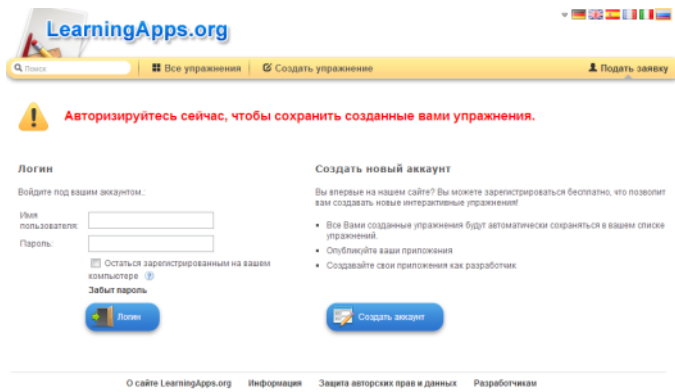 LearningApps.org
Поиск
Все упражнения
Создать упражнение
Подать заявку
Авторизируйтесь сейчас, чтобы сохранить созданные вами упражнения.
Логин
Войдите под вашим аккаунтом.:
Имя
пользователя:
Пароль:
Остаться зарегистрированным на вашем
компьютере ?
Забыт пароль
Логин
Создать новый аккаунт
Вы впервые на нашем сайте? Вы можете зарегистрироваться бесплатно, что позволит
вам создавать новые интерактивные упражнения!
• Все Вами созданные упражнения будут автоматически сохраняться в вашем списке
упражнений.
• Опубликуйте ваши приложения
• Создавайте свои приложения как разработчик
Создать аккаунт
О сайте LearningApps.org Информация Защита авторских прав и данных Разработчикам